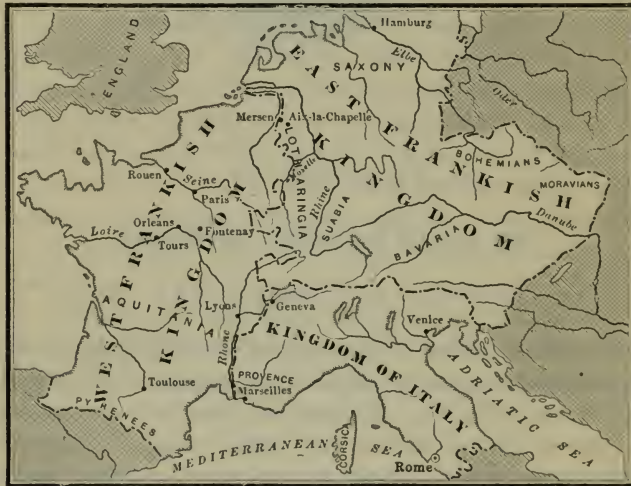 Hamburg
Elbe
ENGLAND
SAXONY
Oder
EAST FRANKISH KINGDOM
Mersen
Aix-la-Chapelle
LOTHARINGIA
BOHEMIANS
MORAVIANS
Rouen
Seine
Paris
Rhine
SUABIA
Danube
Orleans
Fontenay
BAVARIA
Loire
Tours
WEST FRANKISH KINGDOM
AQUITANIA
Lyons
Geneva
Venice
Rhone
KINGDOM OF ITALY
ADRIATIC SEA
PROVENCE
Toulouse
Marseilles
PYRENEES
MEDITERRANEAN SEA
CORSICA
Rome